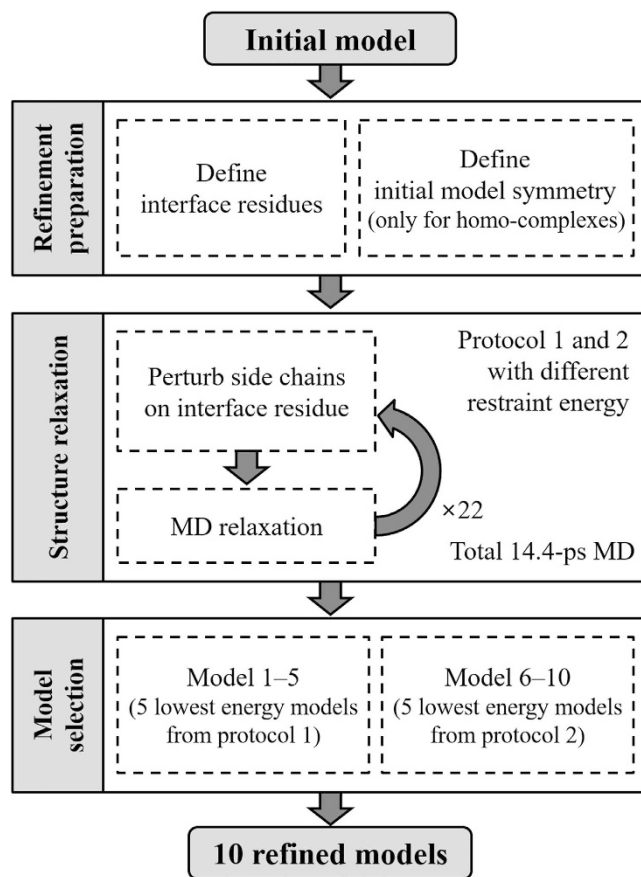 Initial model
Refinement
preparation
Define
interface residues
Define
initial model symmetry
(only for homo-complexes)
Structure relaxation
Perturb side chains
on interface residue
MD relaxation
Protocol 1 and 2
with different
restraint energy
×22
Total 14.4-ps MD
Model
selection
Model 1–5
(5 lowest energy models
from protocol 1)
Model 6–10
(5 lowest energy models
from protocol 2)
10 refined models